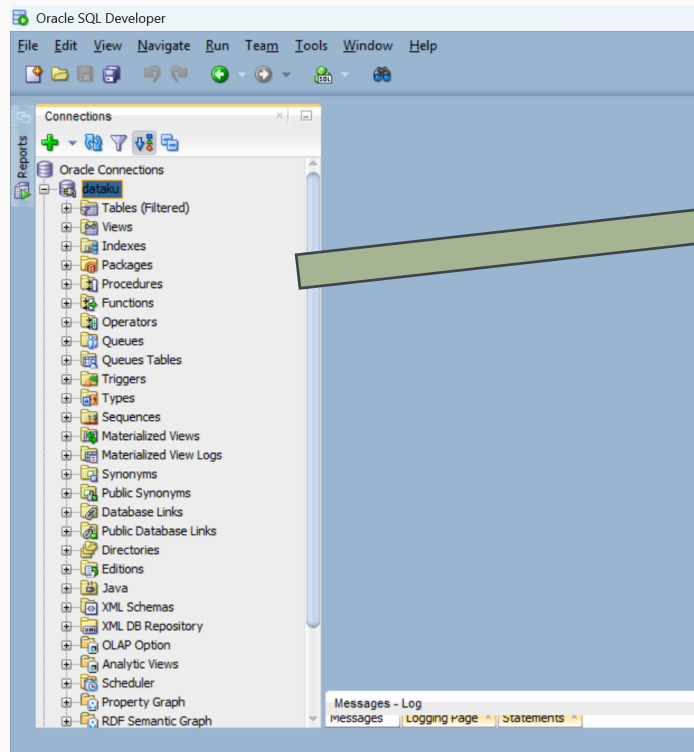 Oracle SQL Developer
File Edit View Navigate Run Team Tools Window Help
Connections
Reports
Oracle Connections
dataku
Tables (Filtered)
Views
Indexes
Packages
Procedures
Functions
Operators
Queues
Queues Tables
Triggers
Types
Sequences
Materialized Views
Materialized View Logs
Synonyms
Public Synonyms
Database Links
Public Database Links
Directories
Editions
Java
XML Schemas
XML DB Repository
OLAP Option
Analytic Views
Scheduler
Property Graph
RDF Semantic Graph
Messages - Log
Messages Logging Page Statements